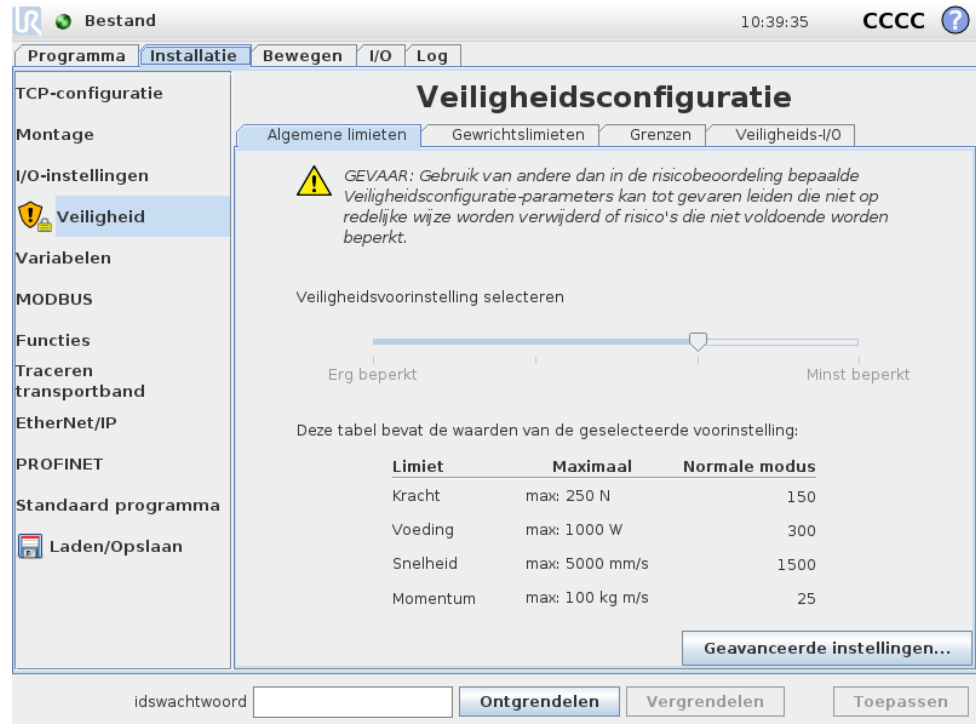 UR Bestand 10:39:35 CCCC ?
Programma Installatie Bewegen I/O Log
TCP-configuratie
Montage
I/O-instellingen
Veiligheid
Variabelen
MODBUS
Functies
Traceren
transportband
EtherNet/IP
PROFINET
Standaard programma
Laden/Opslaan
Veiligheidsconfiguratie
Algemene limieten Gewrichtslimieten Grenzen Veiligheids-I/O
GEVAAR: Gebruik van andere dan in de risicobeoordeling bepaalde
Veiligheidsconfiguratie-parameters kan tot gevaren leiden die niet op
redelijke wijze worden verwijderd of risico's die niet voldoende worden
beperkt.
Veiligheidsvoorinstelling selecteren
Erg beperkt Minst beperkt
Deze tabel bevat de waarden van de geselecteerde voorinstelling:
Limiet Maximaal Normale modus
Kracht max: 250 N 150
Voeding max: 1000 W 300
Snelheid max: 5000 mm/s 1500
Momentum max: 100 kg m/s 25
Geavanceerde instellingen...
idswachtwoord Ontgrendelen Vergrendelen Toepassen